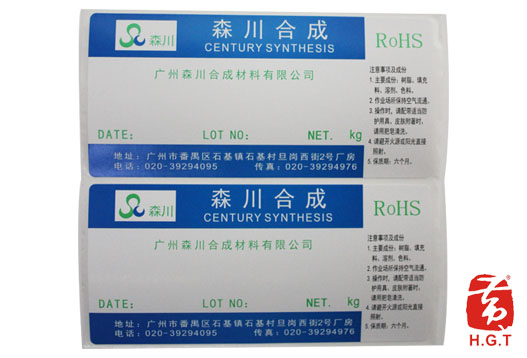 森川
森川合成
CENTURY SYNTHESIS
RoHS
广州森川合成材料有限公司
注意事项及成份
1. 主要成份：树脂、填充
料、溶剂、色料。
2. 作业场所保持空气流通。
3. 操作时，请配带适当防
护用具，皮肤附著时，
请用肥皂清洗。
4. 请避开火源或阳光直接
照射。
5. 保质期：六个月。
DATE: LOT NO: NET. kg
地址：广州市番禺区石基镇石基村旦岗西街2号厂房
电话：020-39294095 传真：020-39294976
森川
森川合成
CENTURY SYNTHESIS
RoHS
广州森川合成材料有限公司
注意事项及成份
1. 主要成份：树脂、填充
料、溶剂、色料。
2. 作业场所保持空气流通。
3. 操作时，请配带适当防
护用具，皮肤附著时，
请用肥皂清洗。
4. 请避开火源或阳光直接
照射。
5. 保质期：六个月。
DATE: LOT NO: NET. kg
地址：广州市番禺区石基镇石基村旦岗西街2号厂房
电话：020-39294095 传真：020-39294976
H.G.T